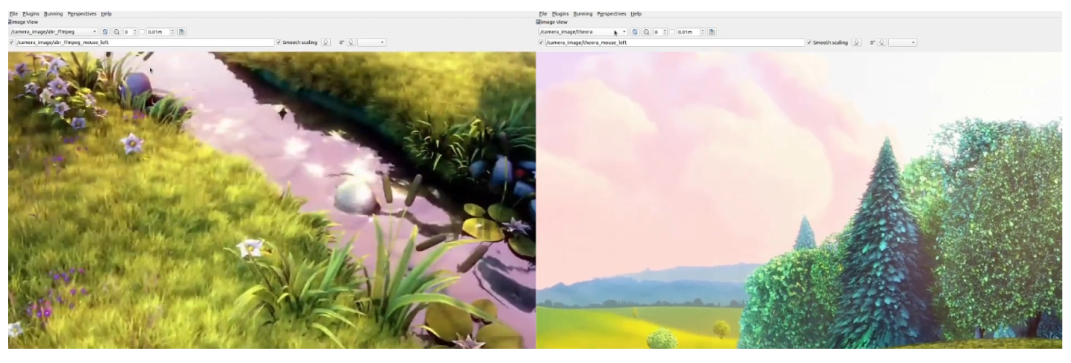 File Plugins Running Perspectives Help
Image View
/camera_image/abr_ffmpeg 0 0.01m
/camera_image/abr_ffmpeg_mouse_left Smooth scaling 0°
File Plugins Running Perspectives Help
Image View
/camera_image/theora 0 0.01m
/camera_image/theora_mouse_left Smooth scaling 0°